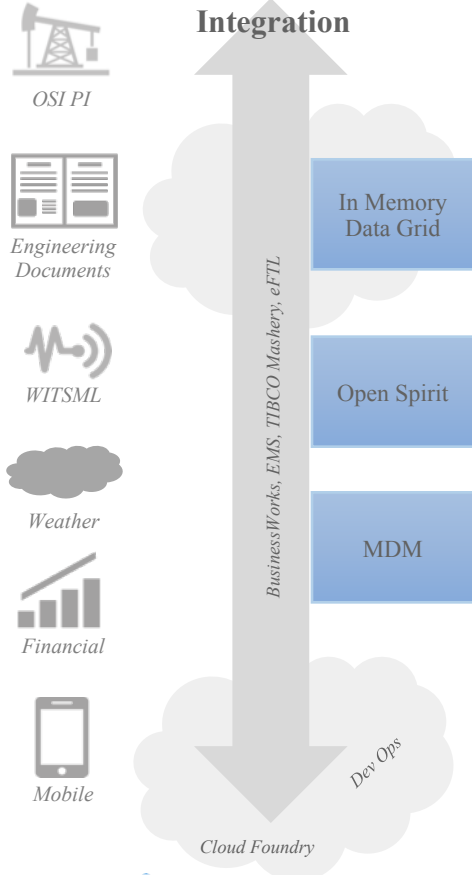 Integration
OSI PI
Engineering
Documents
WITSML
Weather
Financial
Mobile
BusinessWorks, EMS, TIBCO Mashery, eFTL
In Memory
Data Grid
Open Spirit
MDM
Dev Ops
Cloud Foundry